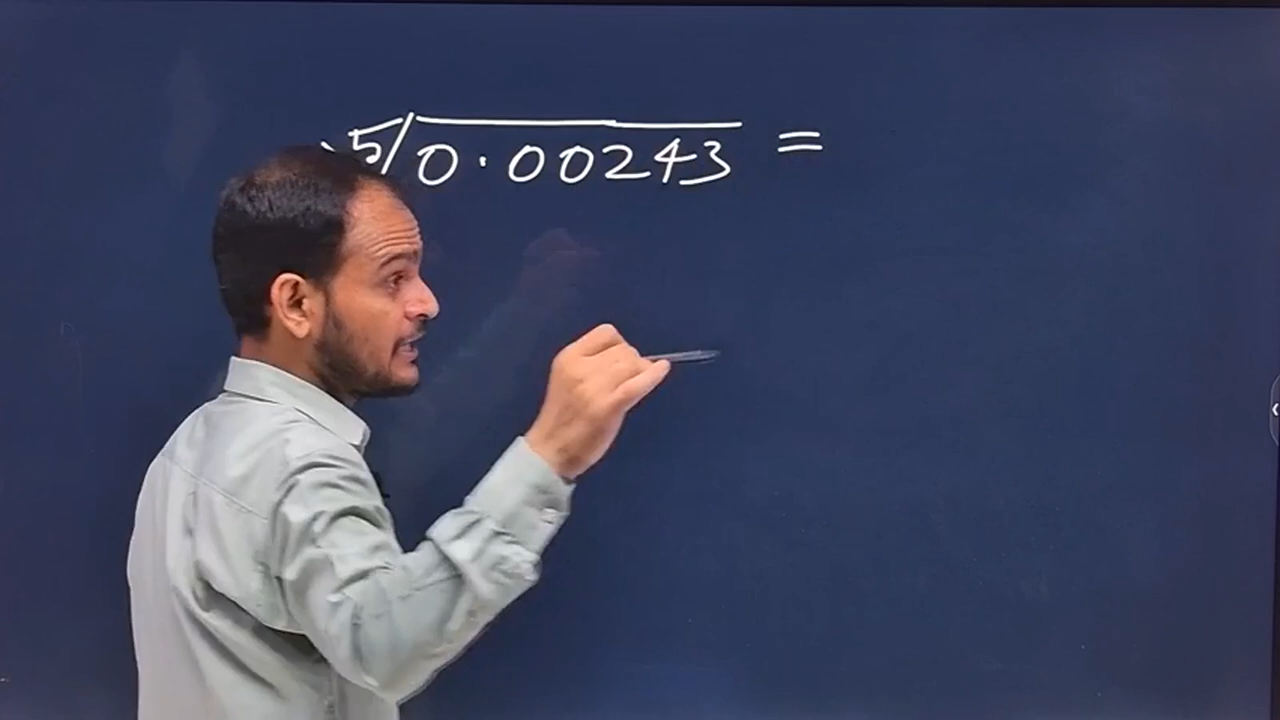 ⁵√0.00243 =